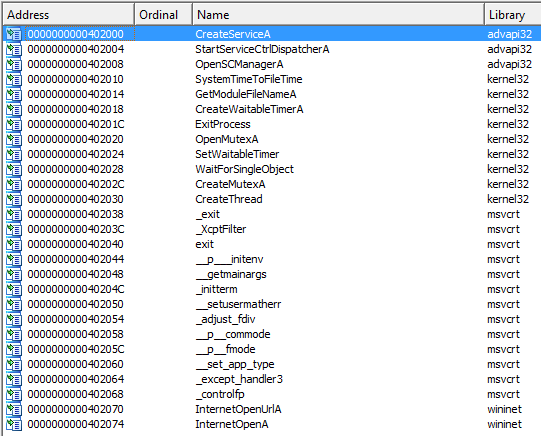 Address Ordinal Name Library
0000000000402000 CreateServiceA advapi32
0000000000402004 StartServiceCtrlDispatcherA advapi32
0000000000402008 OpenSCManagerA advapi32
0000000000402010 SystemTimeToFileTime kernel32
0000000000402014 GetModuleFileNameA kernel32
0000000000402018 CreateWaitableTimerA kernel32
000000000040201C ExitProcess kernel32
0000000000402020 OpenMutexA kernel32
0000000000402024 SetWaitableTimer kernel32
0000000000402028 WaitForSingleObject kernel32
000000000040202C CreateMutexA kernel32
0000000000402030 CreateThread kernel32
0000000000402038 _exit msvcrt
000000000040203C _XcptFilter msvcrt
0000000000402040 exit msvcrt
0000000000402044 __p___initenv msvcrt
0000000000402048 __getmainargs msvcrt
000000000040204C _initterm msvcrt
0000000000402050 __setusermatherr msvcrt
0000000000402054 _adjust_fdiv msvcrt
0000000000402058 __p__commode msvcrt
000000000040205C __p__fmode msvcrt
0000000000402060 __set_app_type msvcrt
0000000000402064 _except_handler3 msvcrt
0000000000402068 _controlfp msvcrt
0000000000402070 InternetOpenUrlA wininet
0000000000402074 InternetOpenA wininet